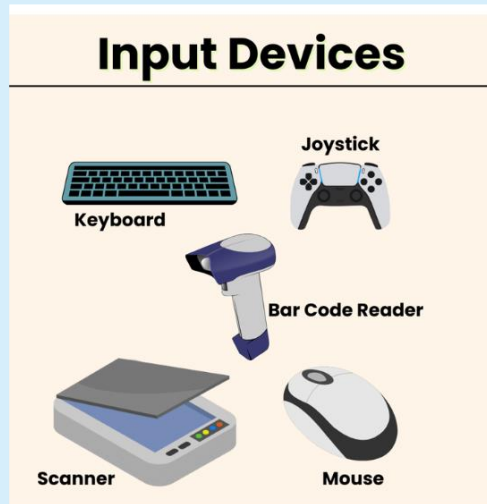 Input Devices
Joystick
Keyboard
Bar Code Reader
Scanner
Mouse